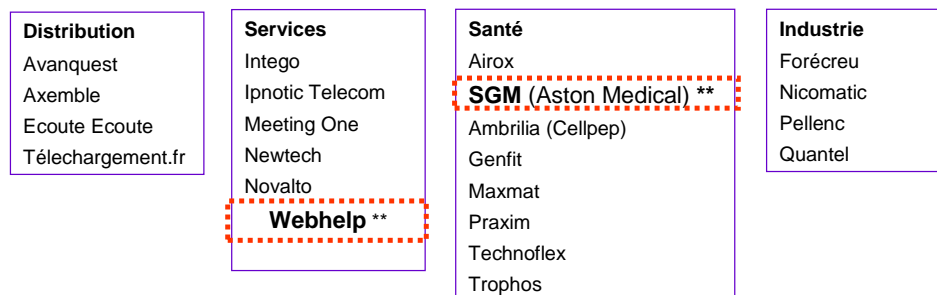 Distribution
Avanquest
Axemble
Ecoute Ecoute
Télechargement.fr
Services
Intego
Ipnotic Telecom
Meeting One
Newtech
Novalto
Webhelp **
Santé
Airox
SGM (Aston Medical) **
Ambrilia (Cellpep)
Genfit
Maxmat
Praxim
Technoflex
Trophos
Industrie
Forécreu
Nicomatic
Pellenc
Quantel